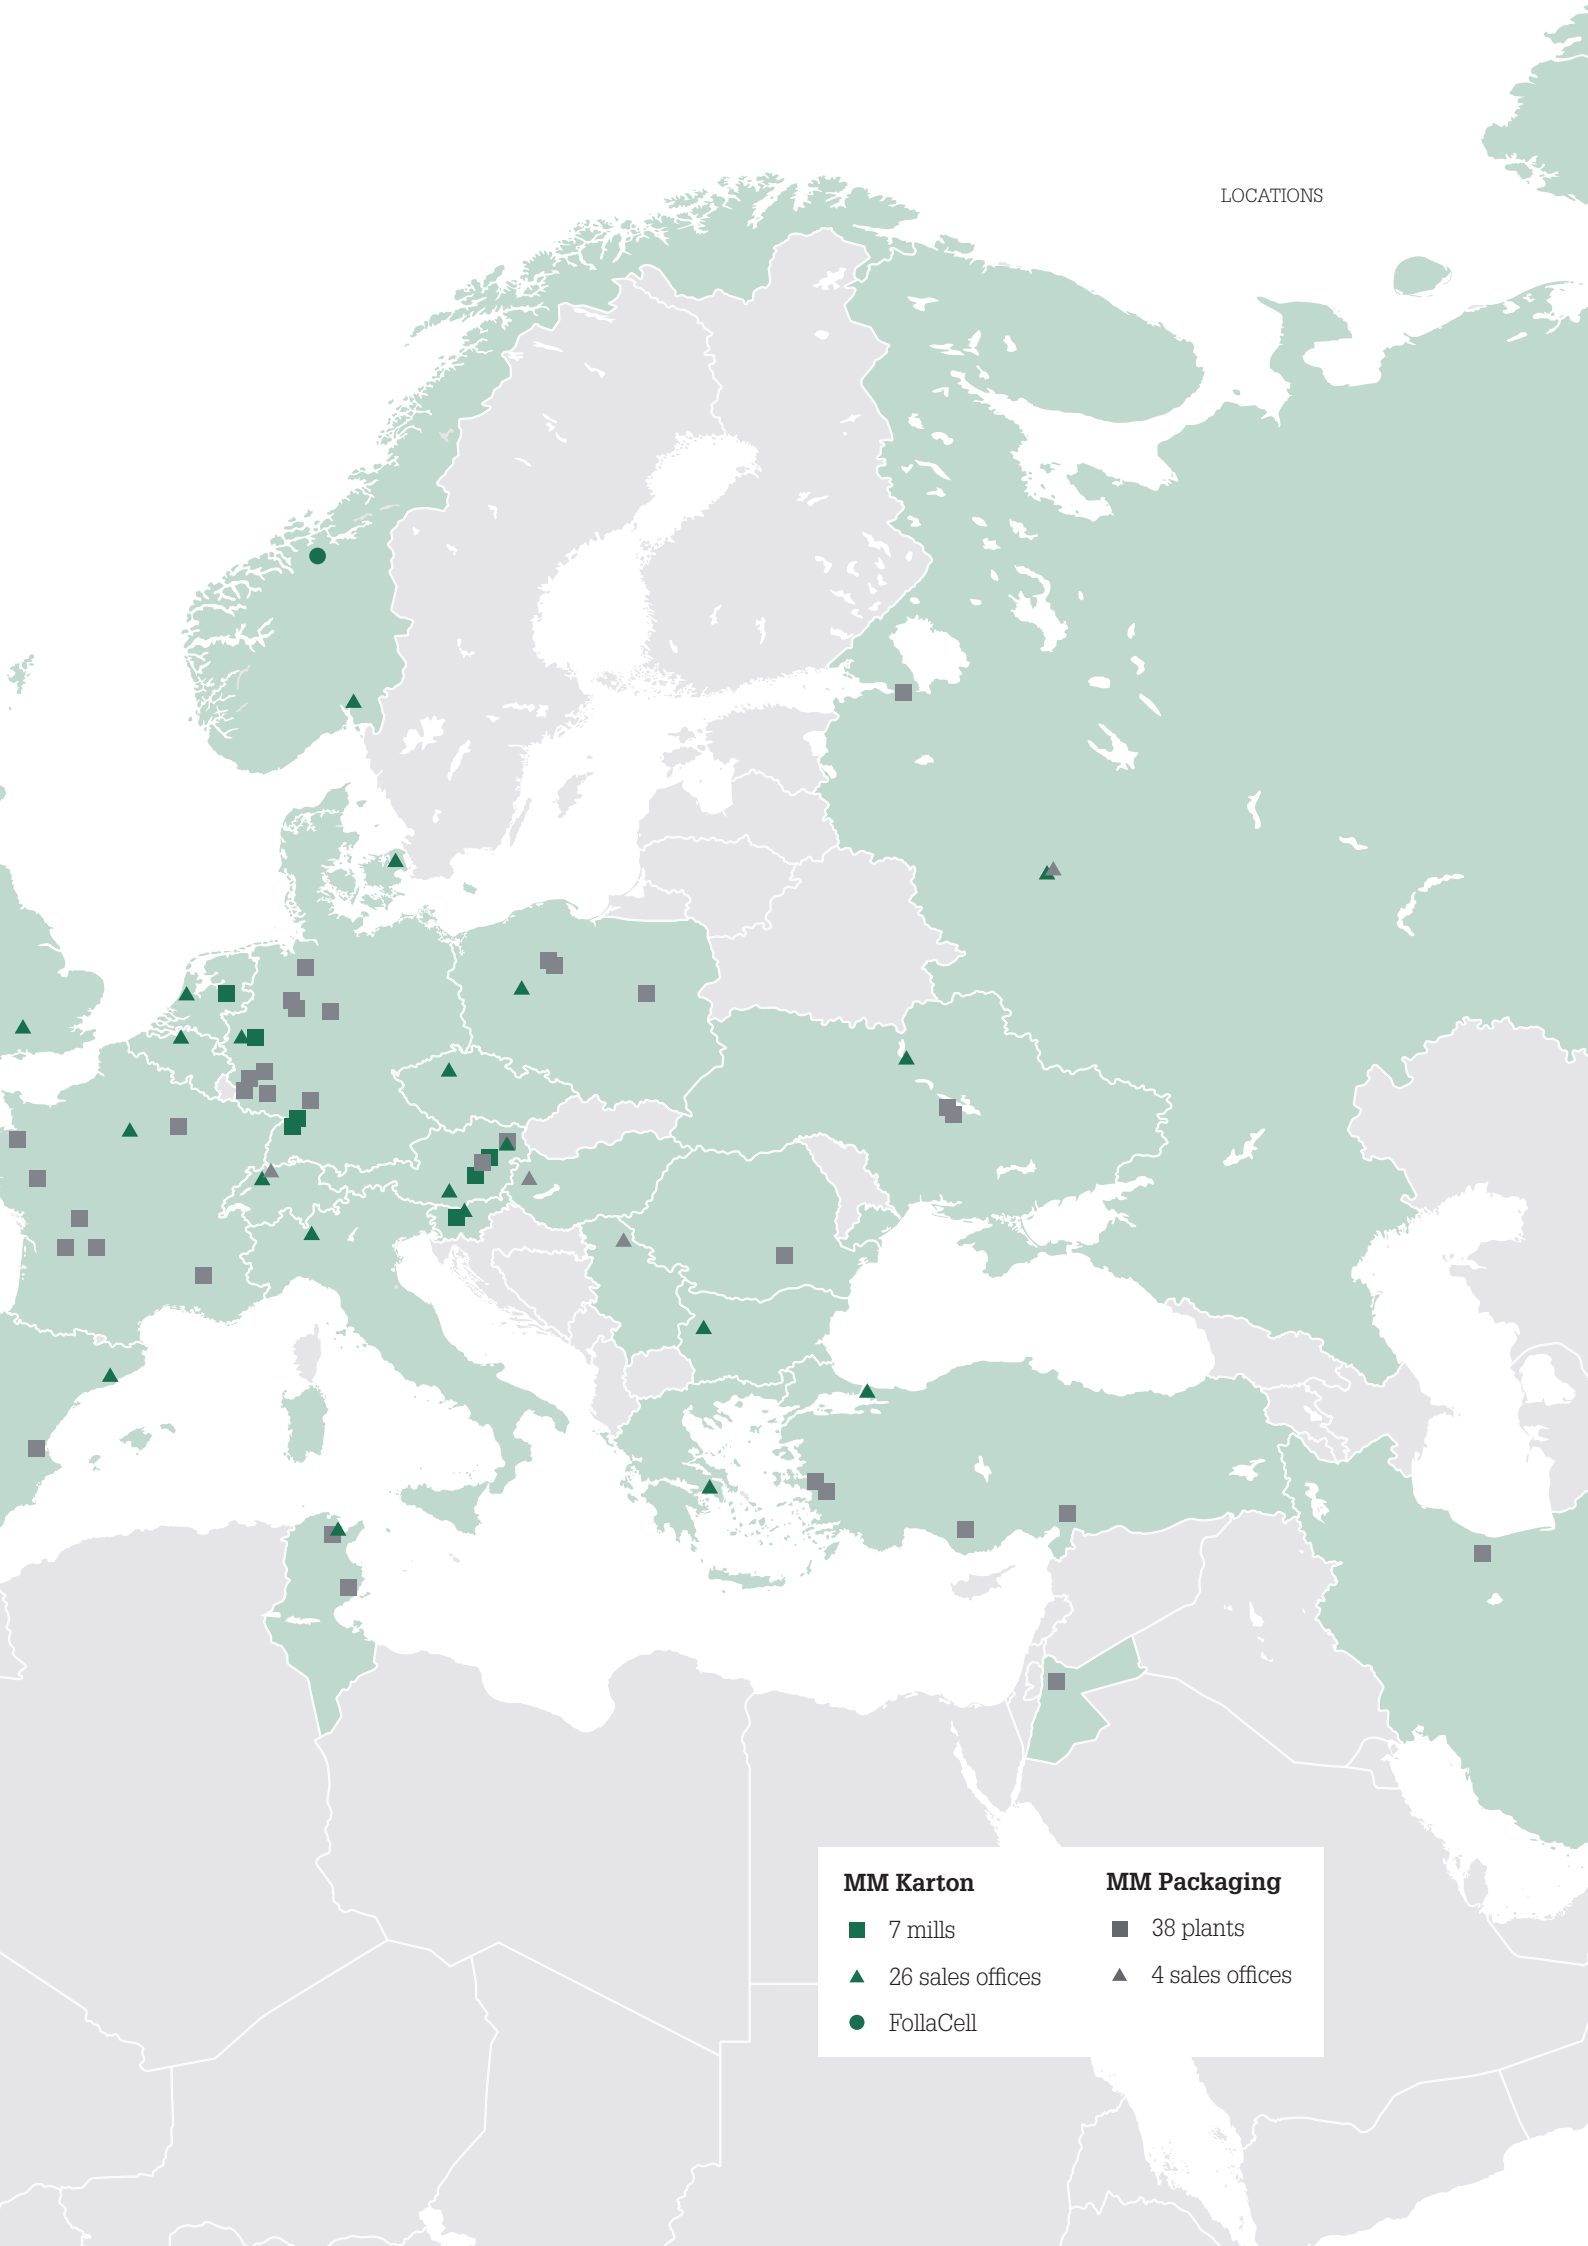 LOCATIONS
MM Karton
7 mills
26 sales offices
FollaCell
MM Packaging
38 plants
4 sales offices